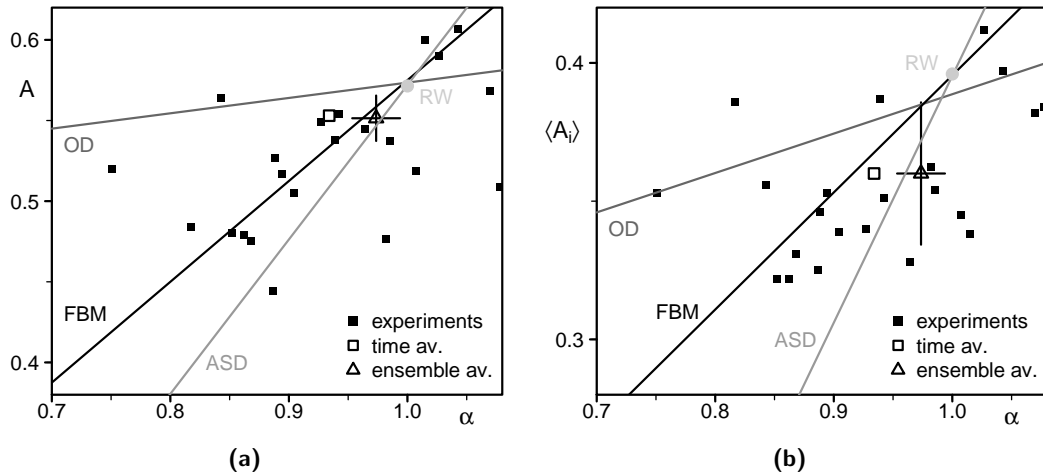 0.6
A
0.5
0.4
OD
FBM
ASD
RW
experiments
time av.
ensemble av.
0.7 0.8 0.9 1.0 α
(a)
0.4
⟨Aᵢ⟩
0.3
OD
FBM
ASD
RW
experiments
time av.
ensemble av.
0.7 0.8 0.9 1.0 α
(b)